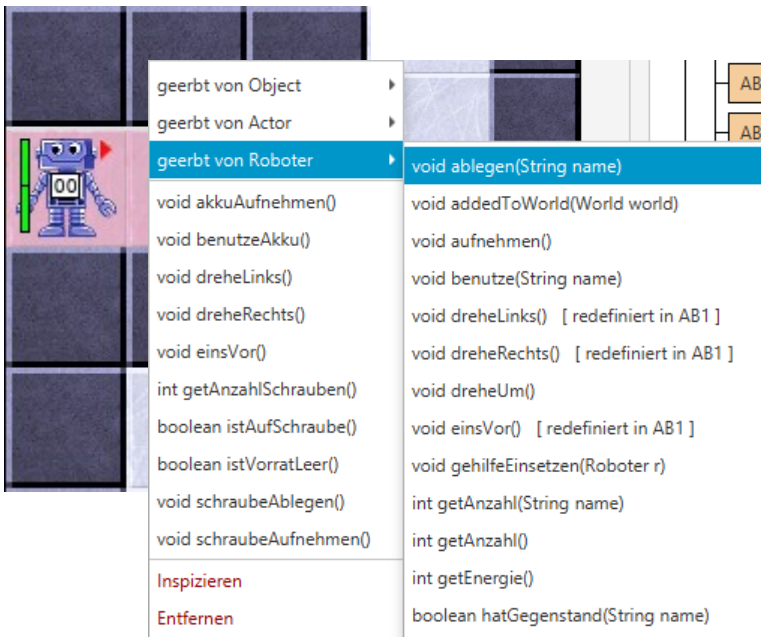 geerbt von Object
geerbt von Actor
geerbt von Roboter
void akkuAufnehmen()
void benutzeAkku()
void dreheLinks()
void dreheRechts()
void einsVor()
int getAnzahlSchrauben()
boolean istAufSchraube()
boolean istVorratLeer()
void schraubeAblegen()
void schraubeAufnehmen()
Inspizieren
Entfernen
void ablegen(String name)
void addedToWorld(World world)
void aufnehmen()
void benutze(String name)
void dreheLinks() [ redefiniert in AB1 ]
void dreheRechts() [ redefiniert in AB1 ]
void dreheUm()
void einsVor() [ redefiniert in AB1 ]
void gehilfeEinsetzen(Roboter r)
int getAnzahl(String name)
int getAnzahl()
int getEnergie()
boolean hatGegenstand(String name)
00
AB
AB